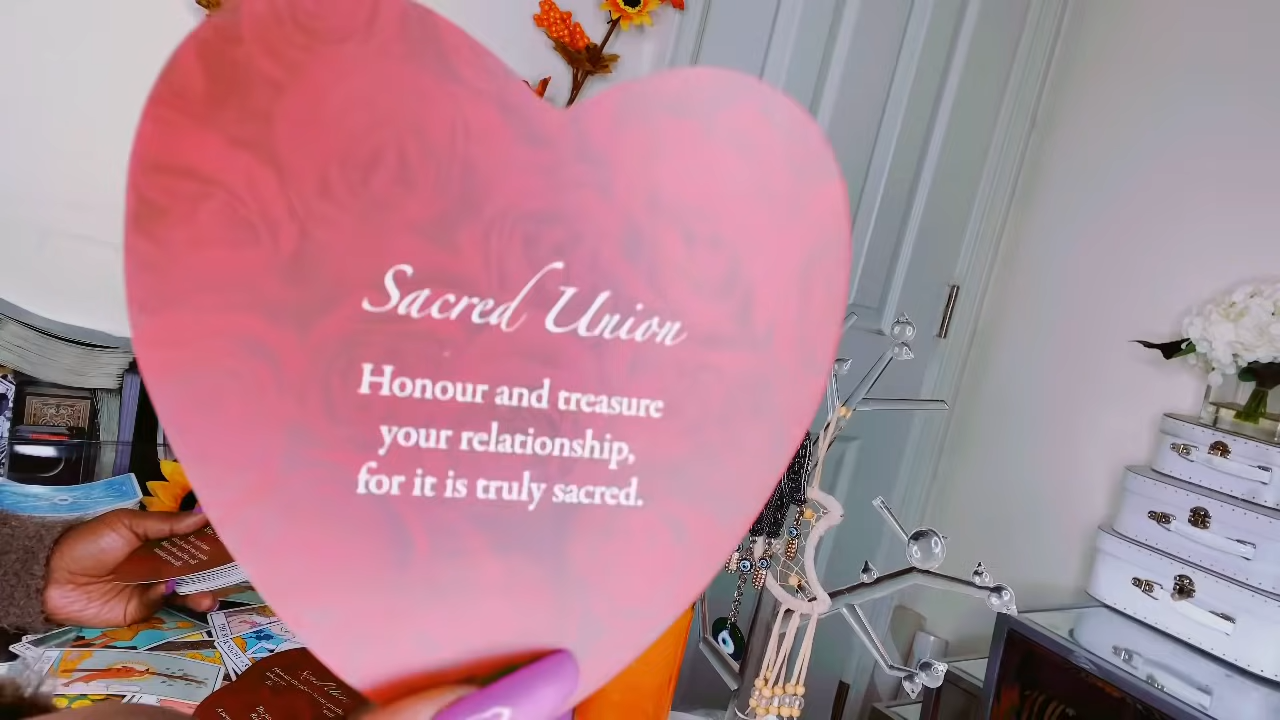 Sacred Union
Honour and treasure
your relationship,
for it is truly sacred.